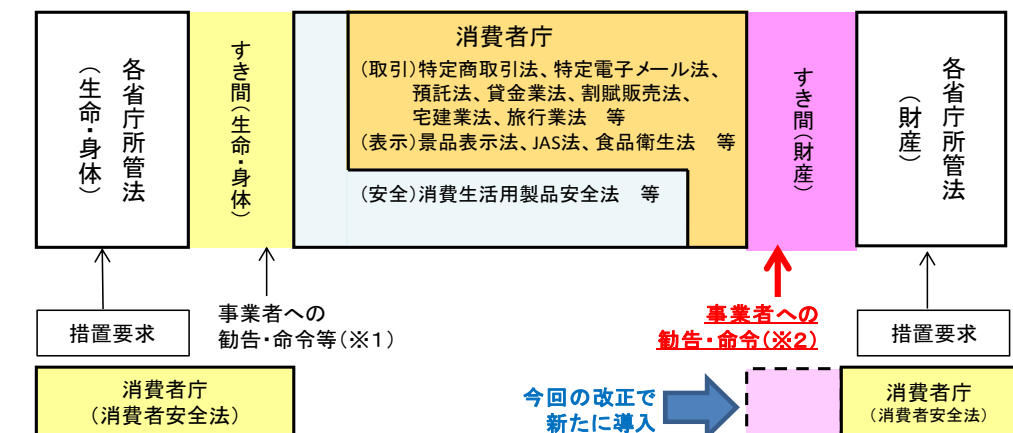 各省庁所管法
（生命・身体）
すき間（生命・身体）
消費者庁
（取引）特定商取引法、特定電子メール法、
預託法、貸金業法、割賦販売法、
宅建業法、旅行業法　等
（表示）景品表示法、JAS法、食品衛生法　等
（安全）消費生活用製品安全法　等
すき間（財産）
各省庁所管法
（財産）
措置要求
事業者への
勧告・命令等（※１）
事業者への
勧告・命令（※２）
措置要求
消費者庁
（消費者安全法）
今回の改正で
新たに導入
消費者庁
（消費者安全法）